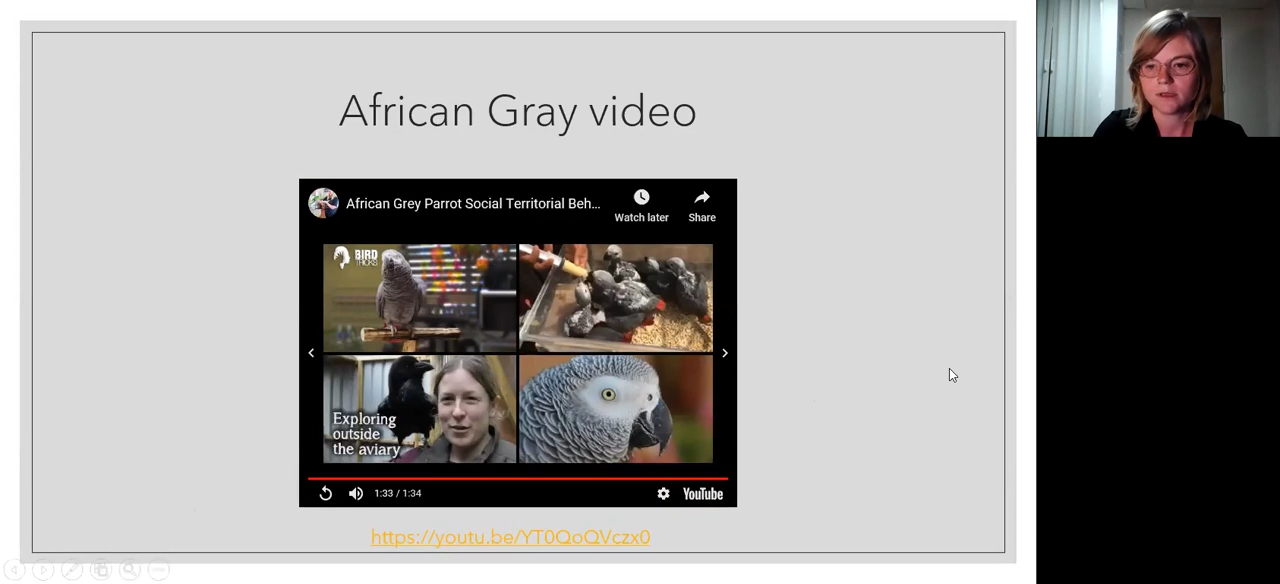 African Gray video
African Grey Parrot Social Territorial Beh...
Watch later
Share
BIRD
TRICKS
Exploring
outside
the aviary
1:33 / 1:34
YouTube
https://youtu.be/YT0QoQVczx0